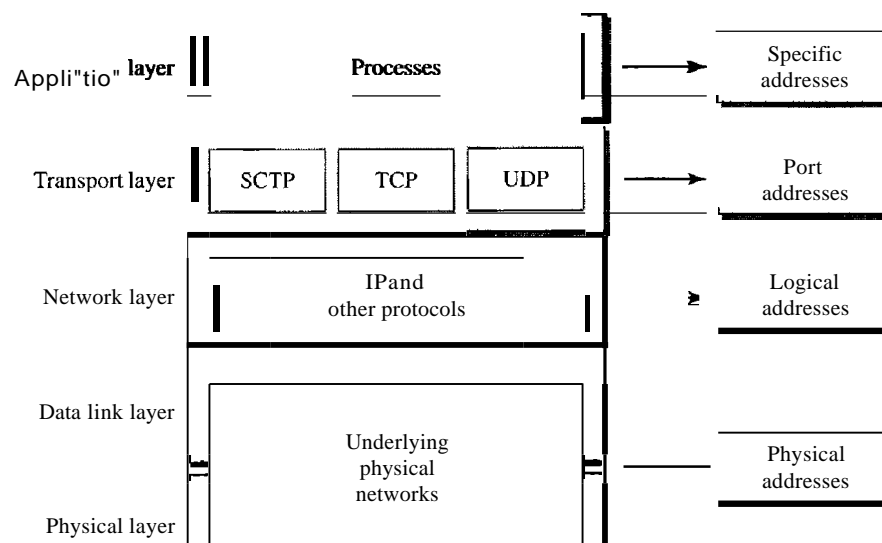 Appli"tio" layer
Processes
Specific
addresses
Transport layer
SCTP
TCP
UDP
Port
addresses
Network layer
IPand
other protocols
Logical
addresses
Data link layer
Underlying
physical
networks
Physical
addresses
Physical layer